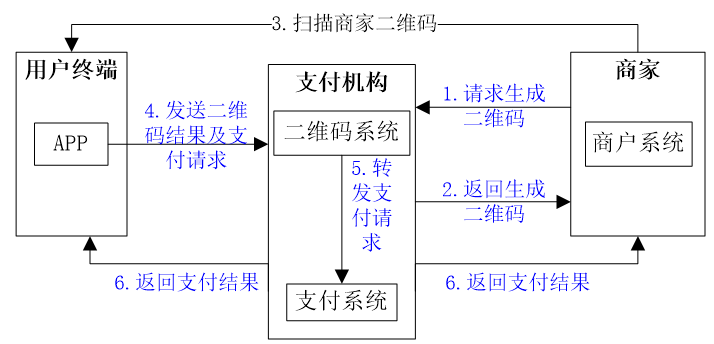 3.扫描商家二维码
用户终端
APP
4.发送二维
码结果及支
付请求
支付机构
二维码系统
5.转
发支
付请
求
支付系统
1.请求生成
二维码
2.返回生成
二维码
商家
商户系统
6.返回支付结果
6.返回支付结果